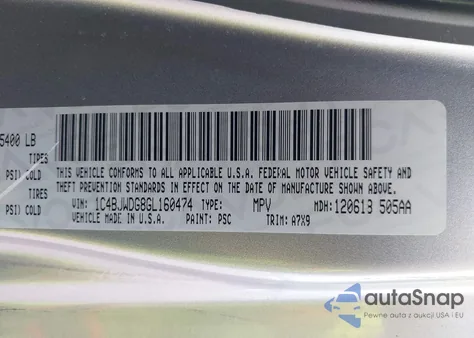 5400 LB
TIRES
PSI) COLD
TIRES
PSI) COLD
THIS VEHICLE CONFORMS TO ALL APPLICABLE U.S.A. FEDERAL MOTOR VEHICLE SAFETY AND
THEFT PREVENTION STANDARDS IN EFFECT ON THE DATE OF MANUFACTURE SHOWN ABOVE.
VIN: 1C4BJWDG8GL160474 TYPE: MPV MDH: 120613 505AA
VEHICLE MADE IN U.S.A. PAINT: PSC TRIM: A7X9
autoSnap
Pewne auto z aukcji USA i EU